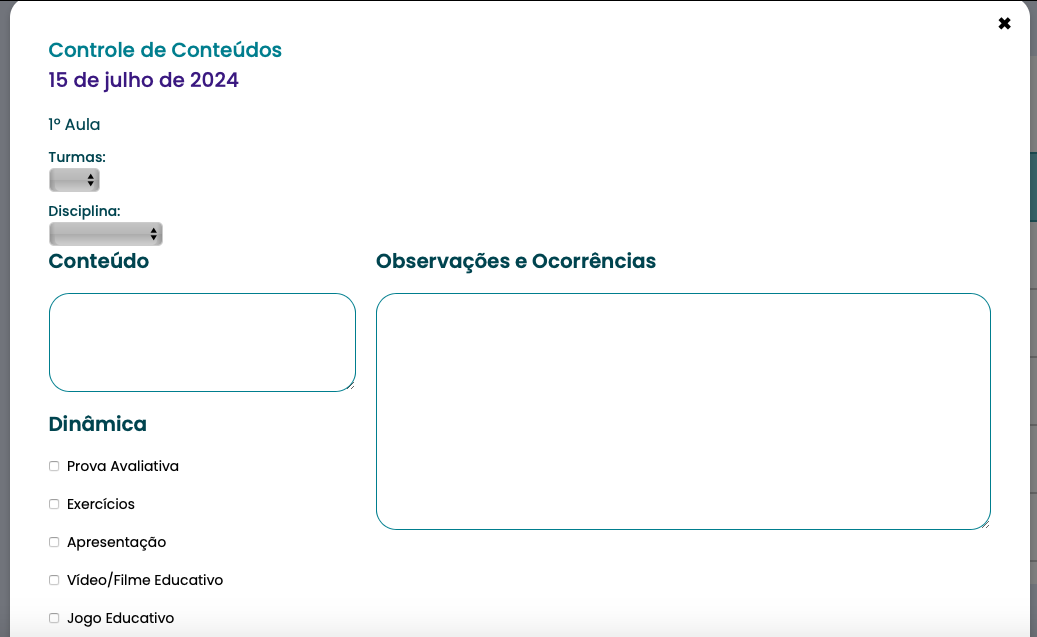 Controle de Conteúdos
15 de julho de 2024
1º Aula
Turmas:
Disciplina:
Conteúdo
Observações e Ocorrências
Dinâmica
Prova Avaliativa
Exercícios
Apresentação
Vídeo/Filme Educativo
Jogo Educativo